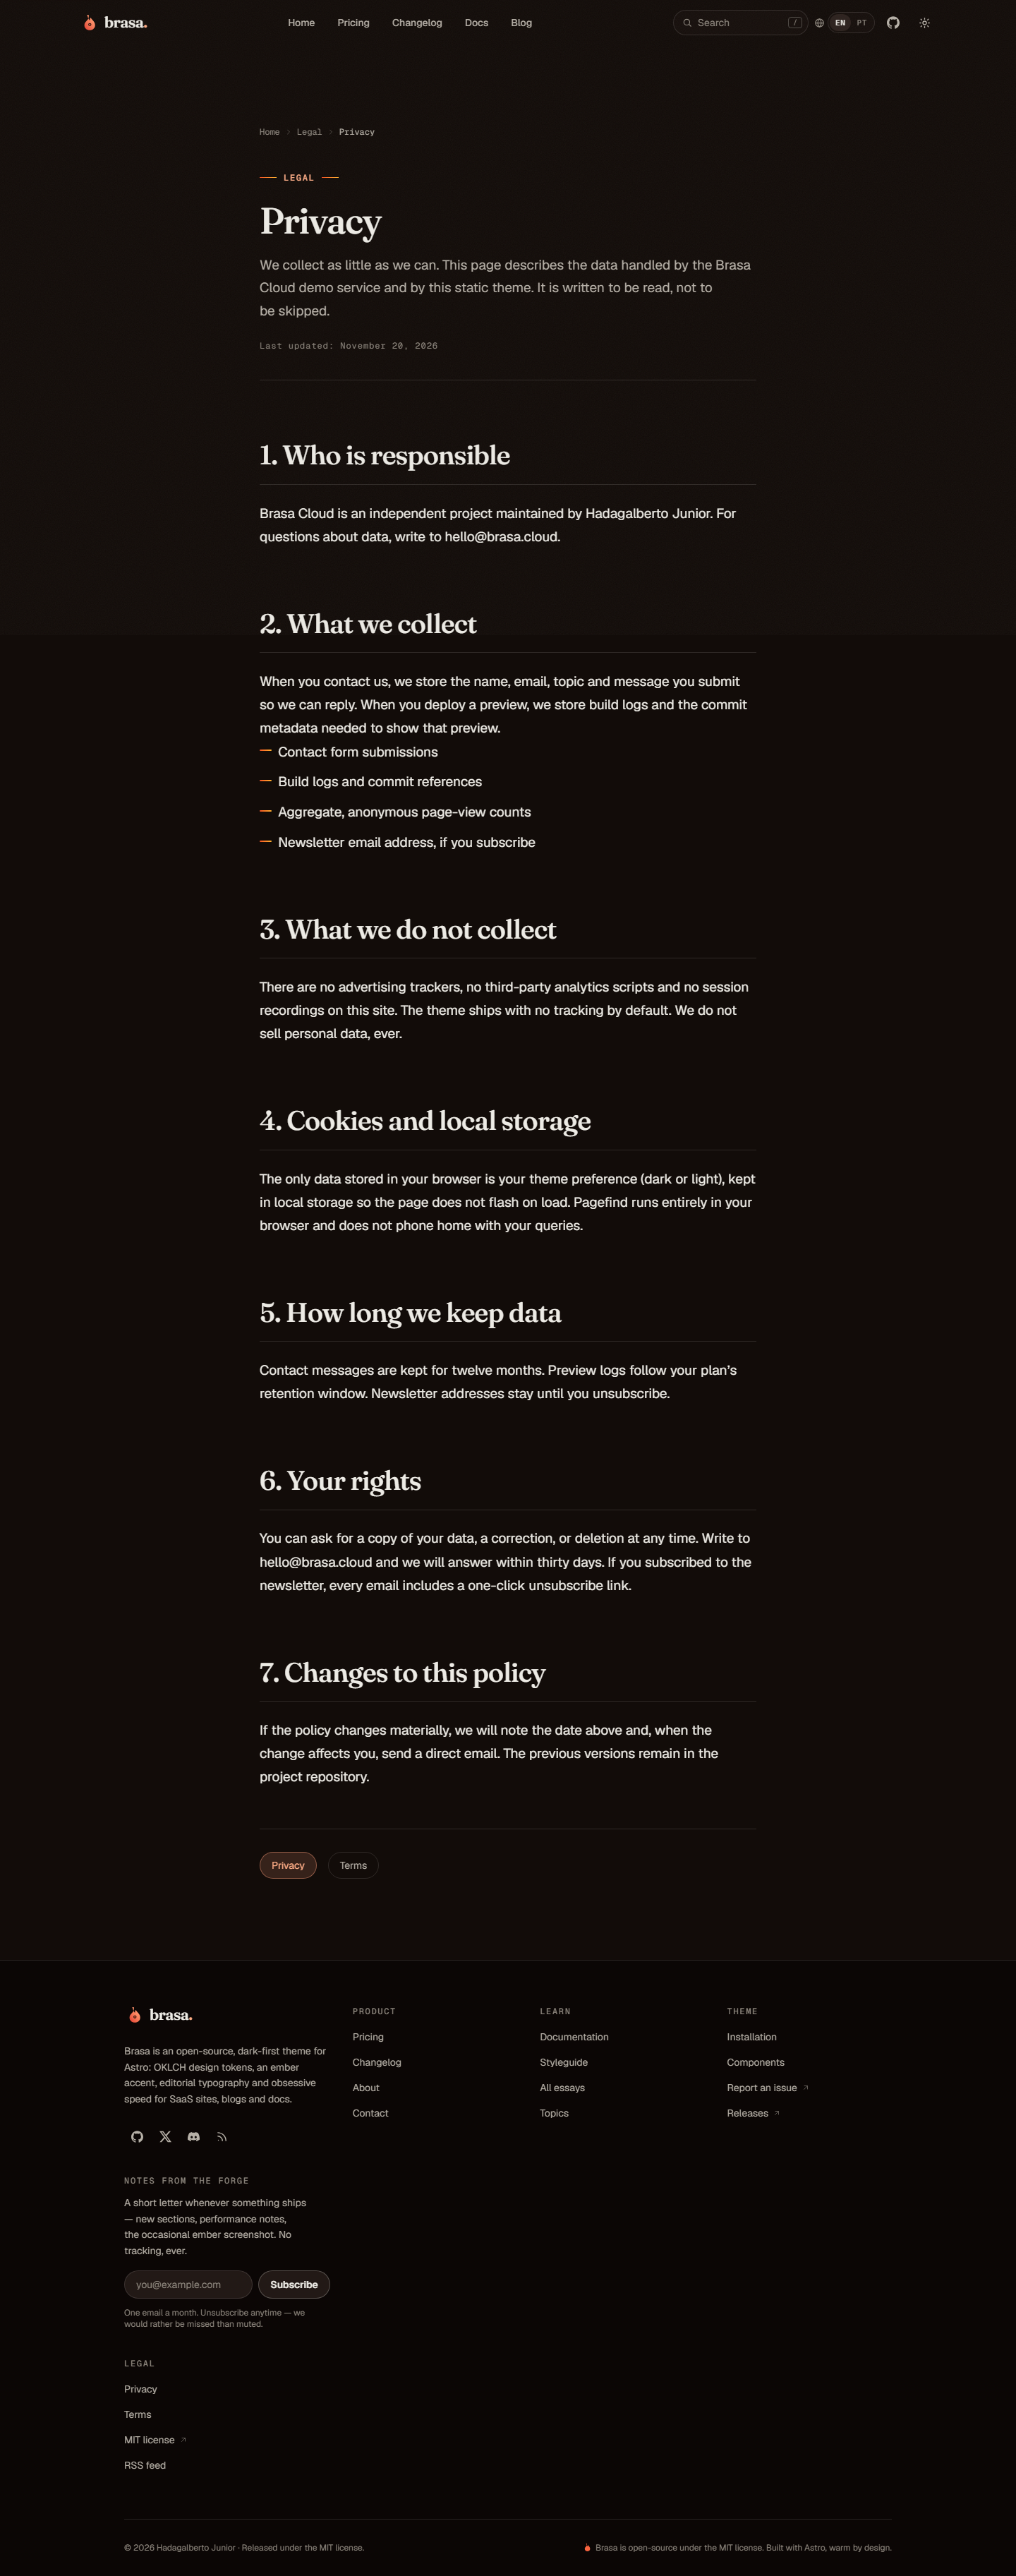 brasa.
Home Pricing Changelog Docs Blog
Search /
EN PT
Home > Legal > Privacy
LEGAL
Privacy
We collect as little as we can. This page describes the data handled by the Brasa
Cloud demo service and by this static theme. It is written to be read, not to
be skipped.
Last updated: November 20, 2026
1. Who is responsible
Brasa Cloud is an independent project maintained by Hadagalberto Junior. For
questions about data, write to hello@brasa.cloud.
2. What we collect
When you contact us, we store the name, email, topic and message you submit
so we can reply. When you deploy a preview, we store build logs and the commit
metadata needed to show that preview.
Contact form submissions
Build logs and commit references
Aggregate, anonymous page-view counts
Newsletter email address, if you subscribe
3. What we do not collect
There are no advertising trackers, no third-party analytics scripts and no session
recordings on this site. The theme ships with no tracking by default. We do not
sell personal data, ever.
4. Cookies and local storage
The only data stored in your browser is your theme preference (dark or light), kept
in local storage so the page does not flash on load. Pagefind runs entirely in your
browser and does not phone home with your queries.
5. How long we keep data
Contact messages are kept for twelve months. Preview logs follow your plan’s
retention window. Newsletter addresses stay until you unsubscribe.
6. Your rights
You can ask for a copy of your data, a correction, or deletion at any time. Write to
hello@brasa.cloud and we will answer within thirty days. If you subscribed to the
newsletter, every email includes a one-click unsubscribe link.
7. Changes to this policy
If the policy changes materially, we will note the date above and, when the
change affects you, send a direct email. The previous versions remain in the
project repository.
Privacy Terms
brasa.
Brasa is an open-source, dark-first theme for
Astro: OKLCH design tokens, an ember
accent, editorial typography and obsessive
speed for SaaS sites, blogs and docs.
PRODUCT
Pricing
Changelog
About
Contact
LEARN
Documentation
Styleguide
All essays
Topics
THEME
Installation
Components
Report an issue
Releases
NOTES FROM THE FORGE
A short letter whenever something ships
— new sections, performance notes,
the occasional ember screenshot. No
tracking, ever.
you@example.com Subscribe
One email a month. Unsubscribe anytime — we
would rather be missed than muted.
LEGAL
Privacy
Terms
MIT license
RSS feed
© 2026 Hadagalberto Junior · Released under the MIT license.
Brasa is open-source under the MIT license. Built with Astro, warm by design.